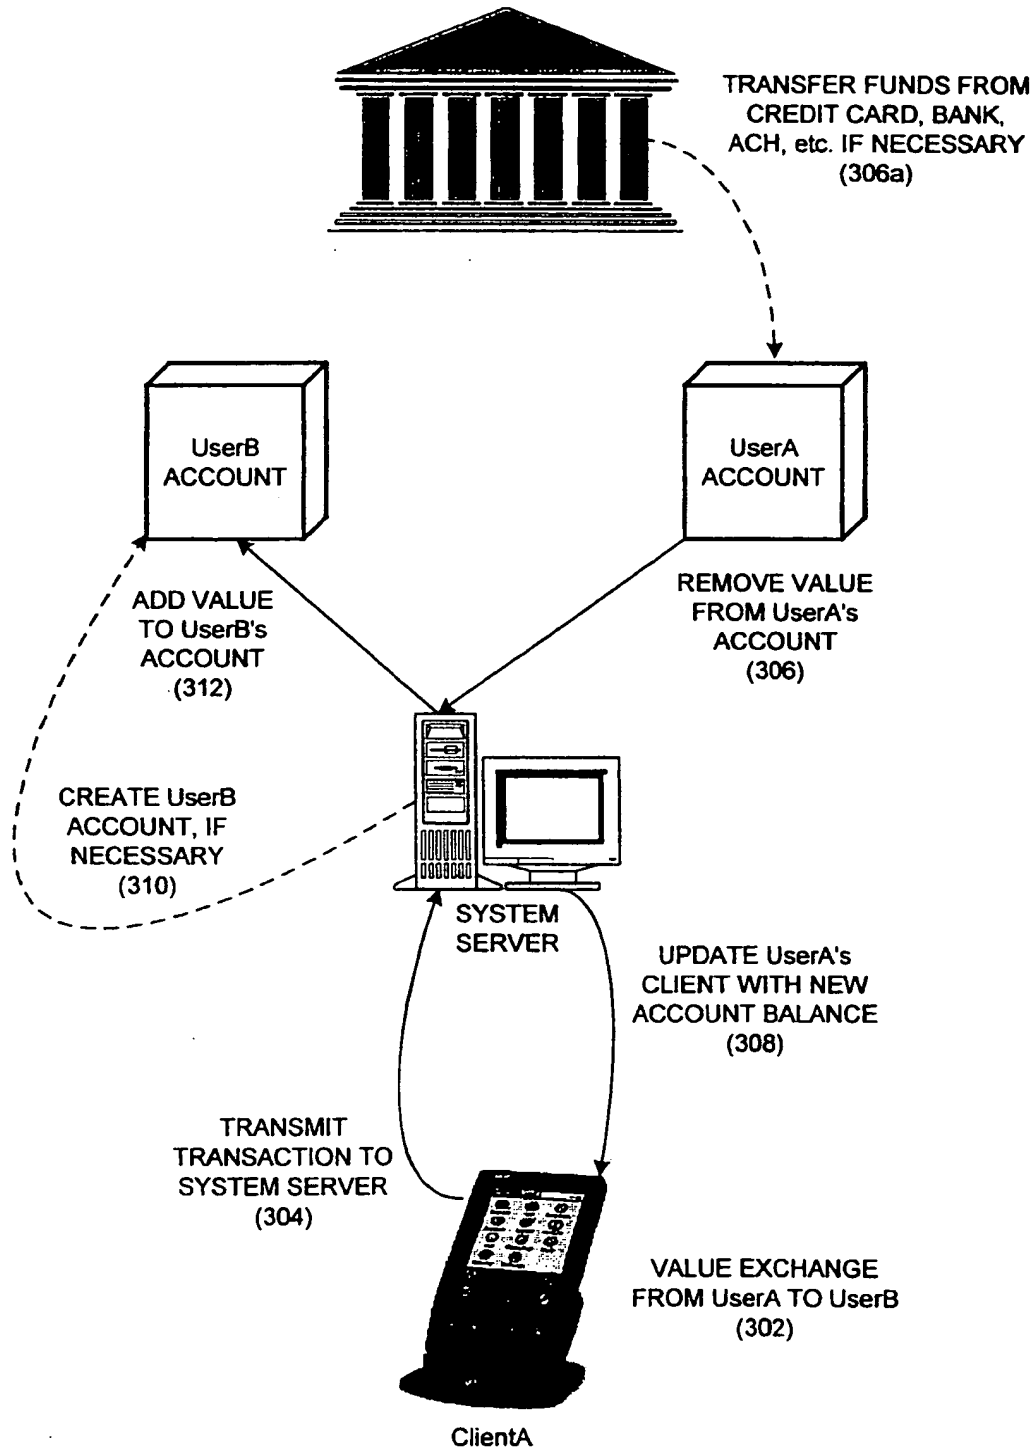 TRANSFER FUNDS FROM
CREDIT CARD, BANK,
ACH, etc. IF NECESSARY
(306a)
UserB
ACCOUNT
UserA
ACCOUNT
ADD VALUE
TO UserB's
ACCOUNT
(312)
REMOVE VALUE
FROM UserA's
ACCOUNT
(306)
CREATE UserB
ACCOUNT, IF
NECESSARY
(310)
SYSTEM
SERVER
UPDATE UserA's
CLIENT WITH NEW
ACCOUNT BALANCE
(308)
TRANSMIT
TRANSACTION TO
SYSTEM SERVER
(304)
VALUE EXCHANGE
FROM UserA TO UserB
(302)
ClientA